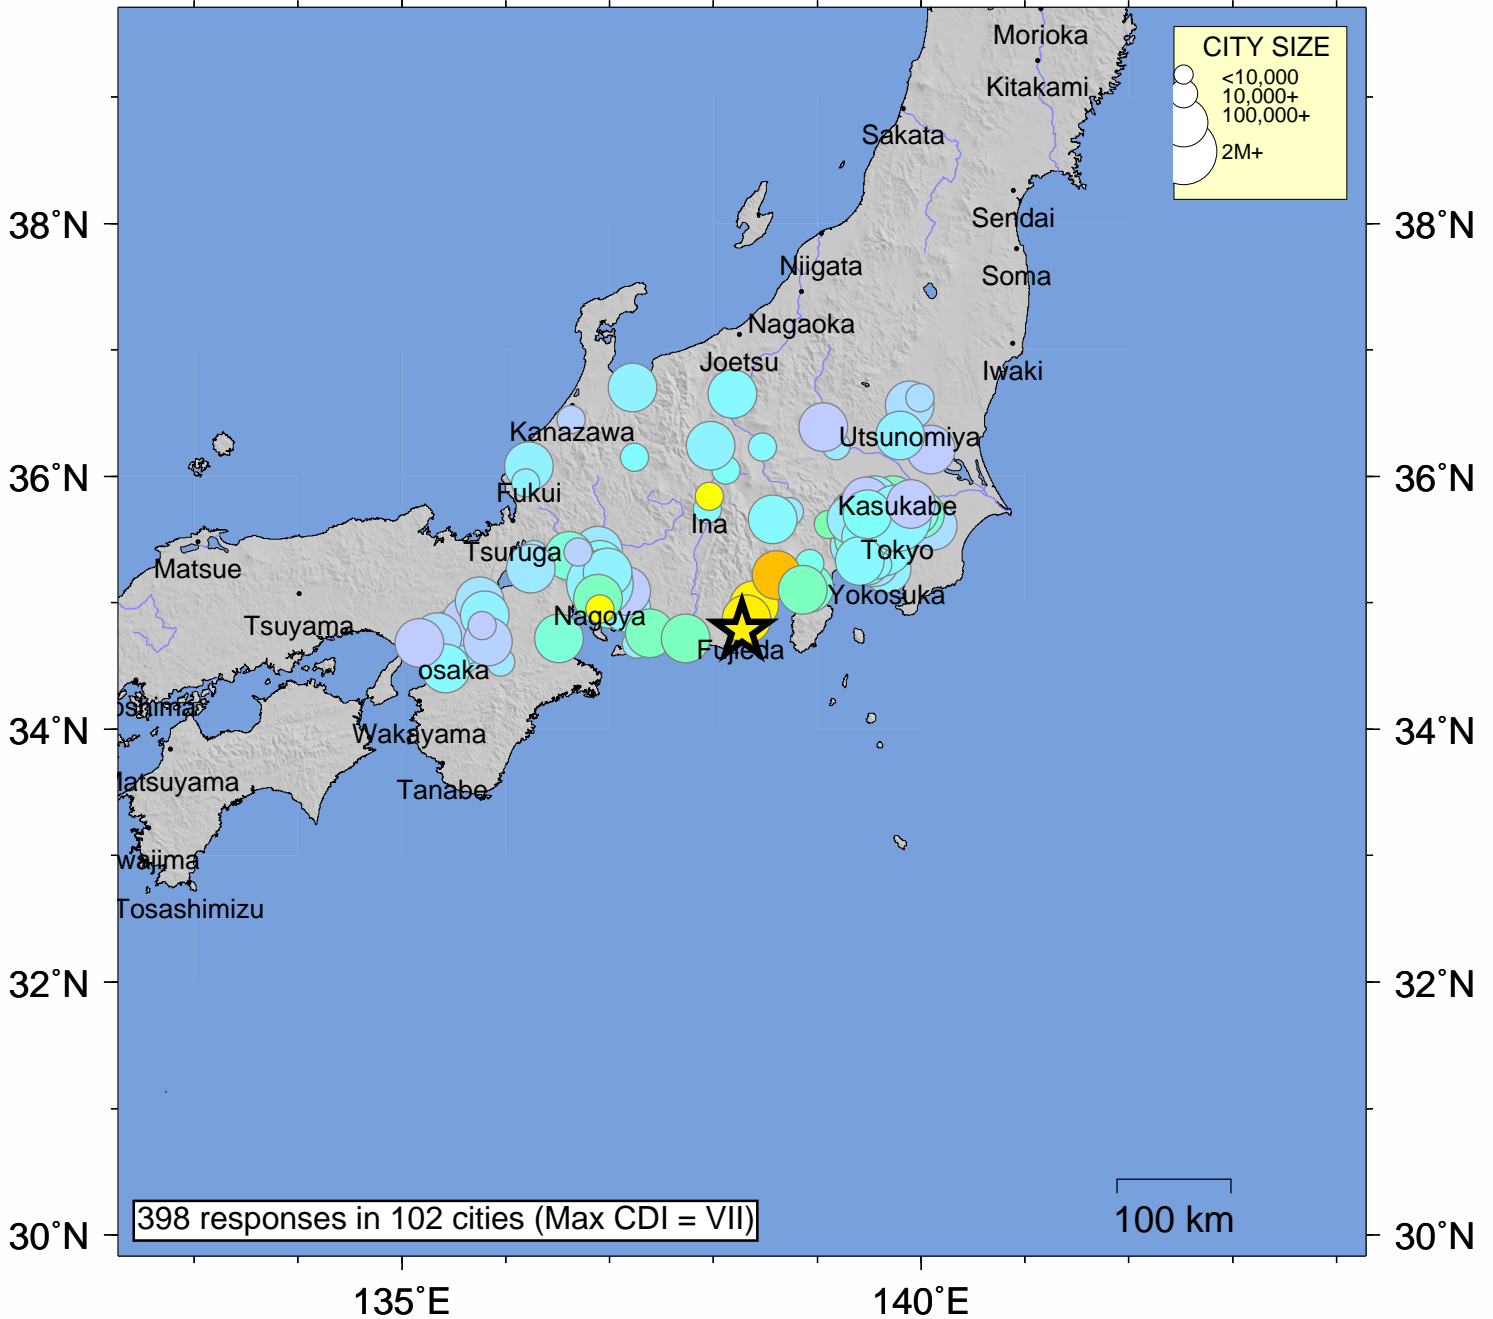 Morioka
CITY SIZE
<10,000
10,000+
100,000+
2M+
Kitakami
Sakata
38°N
Sendai
38°N
Niigata
Soma
Nagaoka
Joetsu
Iwaki
Kanazawa
Utsunomiya
36°N
36°N
Fukui
Kasukabe
Ina
Tsuruga
Tokyo
Matsue
Yokosuka
Nagoya
Tsuyama
Fujieda
osaka
oshima
34°N
Wakayama
34°N
Matsuyama
Tanabe
wajima
Tosashimizu
32°N
32°N
398 responses in 102 cities (Max CDI = VII)
100 km
30°N
30°N
135°E
140°E